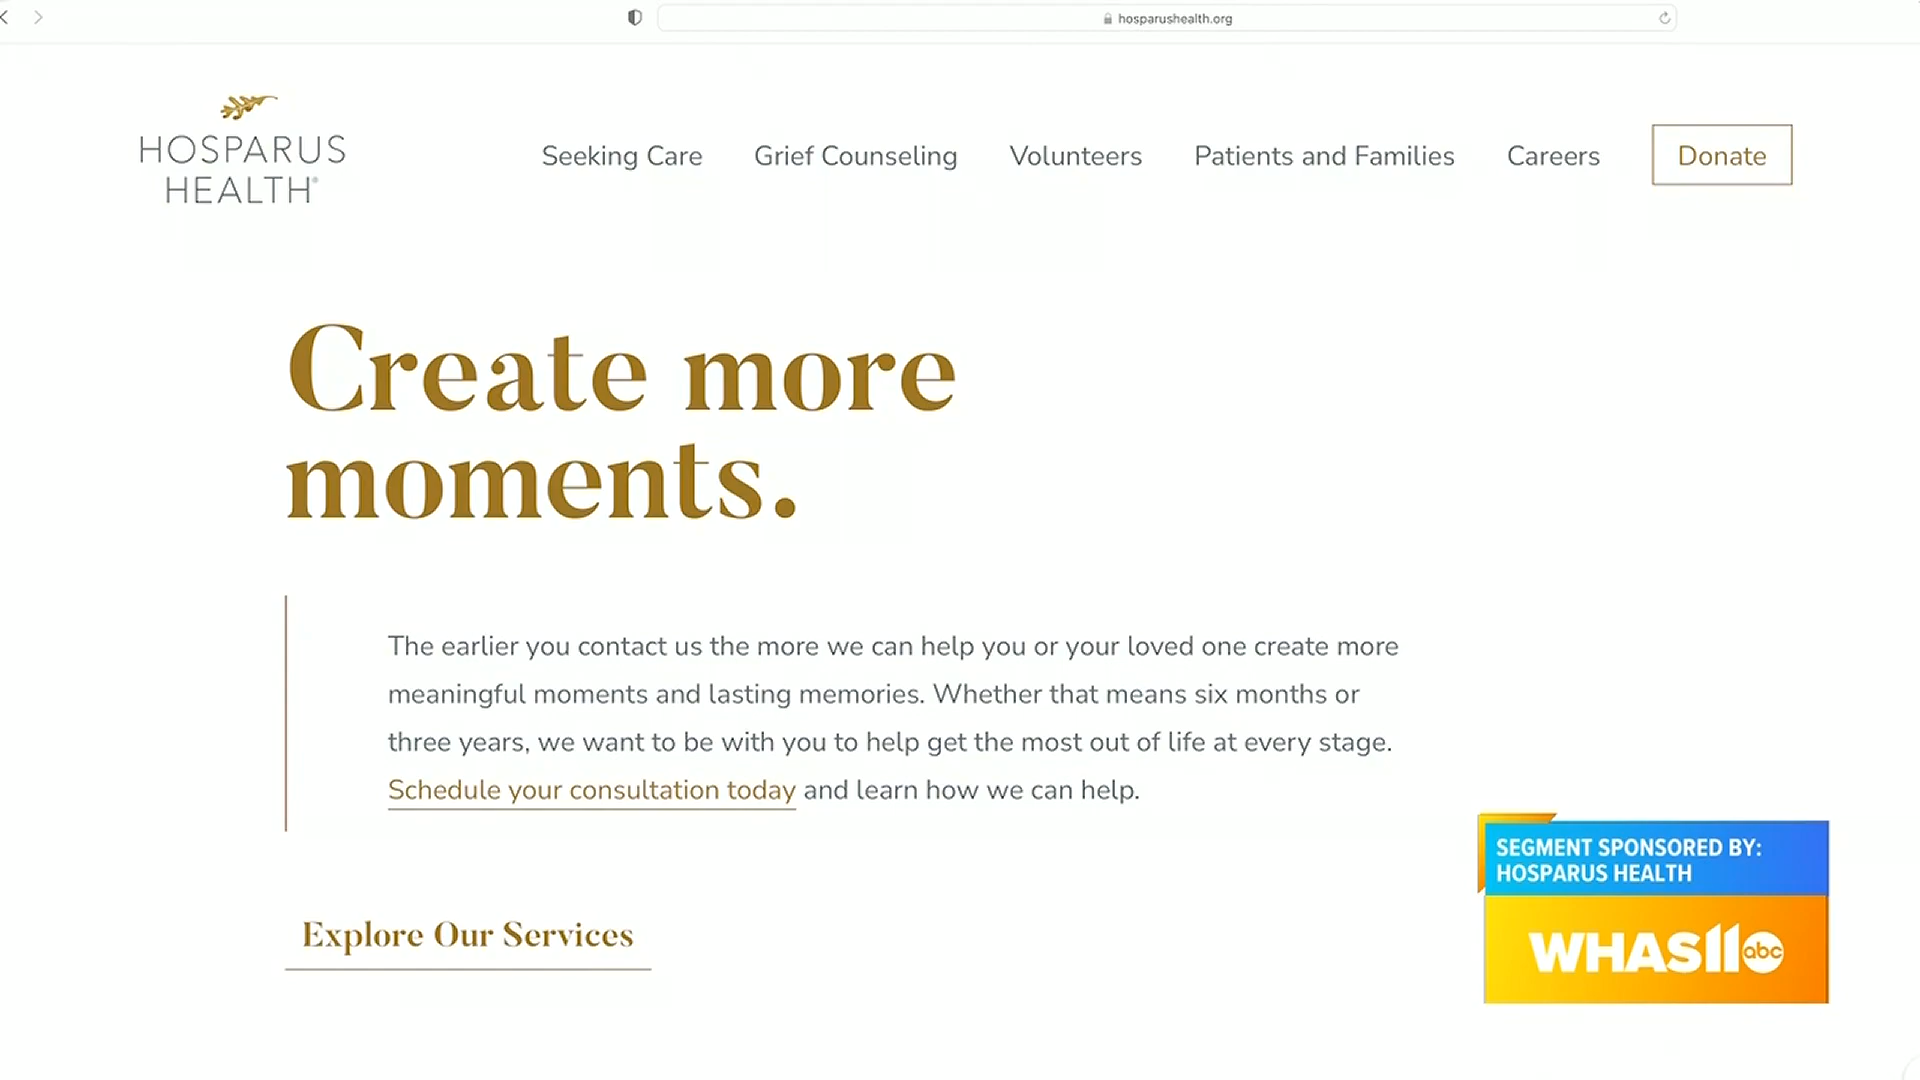 hosparushealth.org
HOSPARUS
HEALTH®
Seeking Care
Grief Counseling
Volunteers
Patients and Families
Careers
Donate
Create more
moments.
The earlier you contact us the more we can help you or your loved one create more
meaningful moments and lasting memories. Whether that means six months or
three years, we want to be with you to help get the most out of life at every stage.
Schedule your consultation today and learn how we can help.
Explore Our Services
SEGMENT SPONSORED BY:
HOSPARUS HEALTH
WHAS11 abc